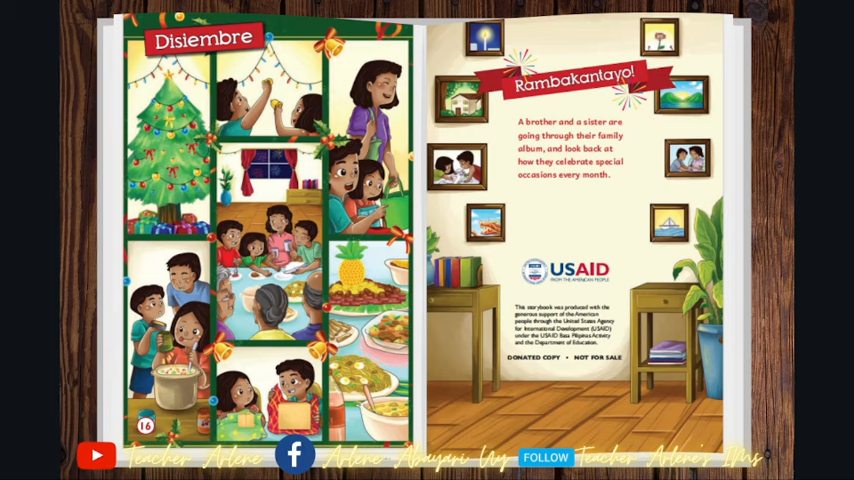 Disiembre
16
Rambakantayo!
A brother and a sister are
going through their family
album, and look back at
how they celebrate special
occasions every month.
USAID
FROM THE AMERICAN PEOPLE
This storybook was produced with the
generous support of the American
people through the United States Agency
for International Development (USAID)
under the USAID Basa Pilipinas Activity
and the Department of Education.
DONATED COPY • NOT FOR SALE
Teacher Arlene f Arlene Abayari Uy FOLLOW Teacher Arlene's IMs